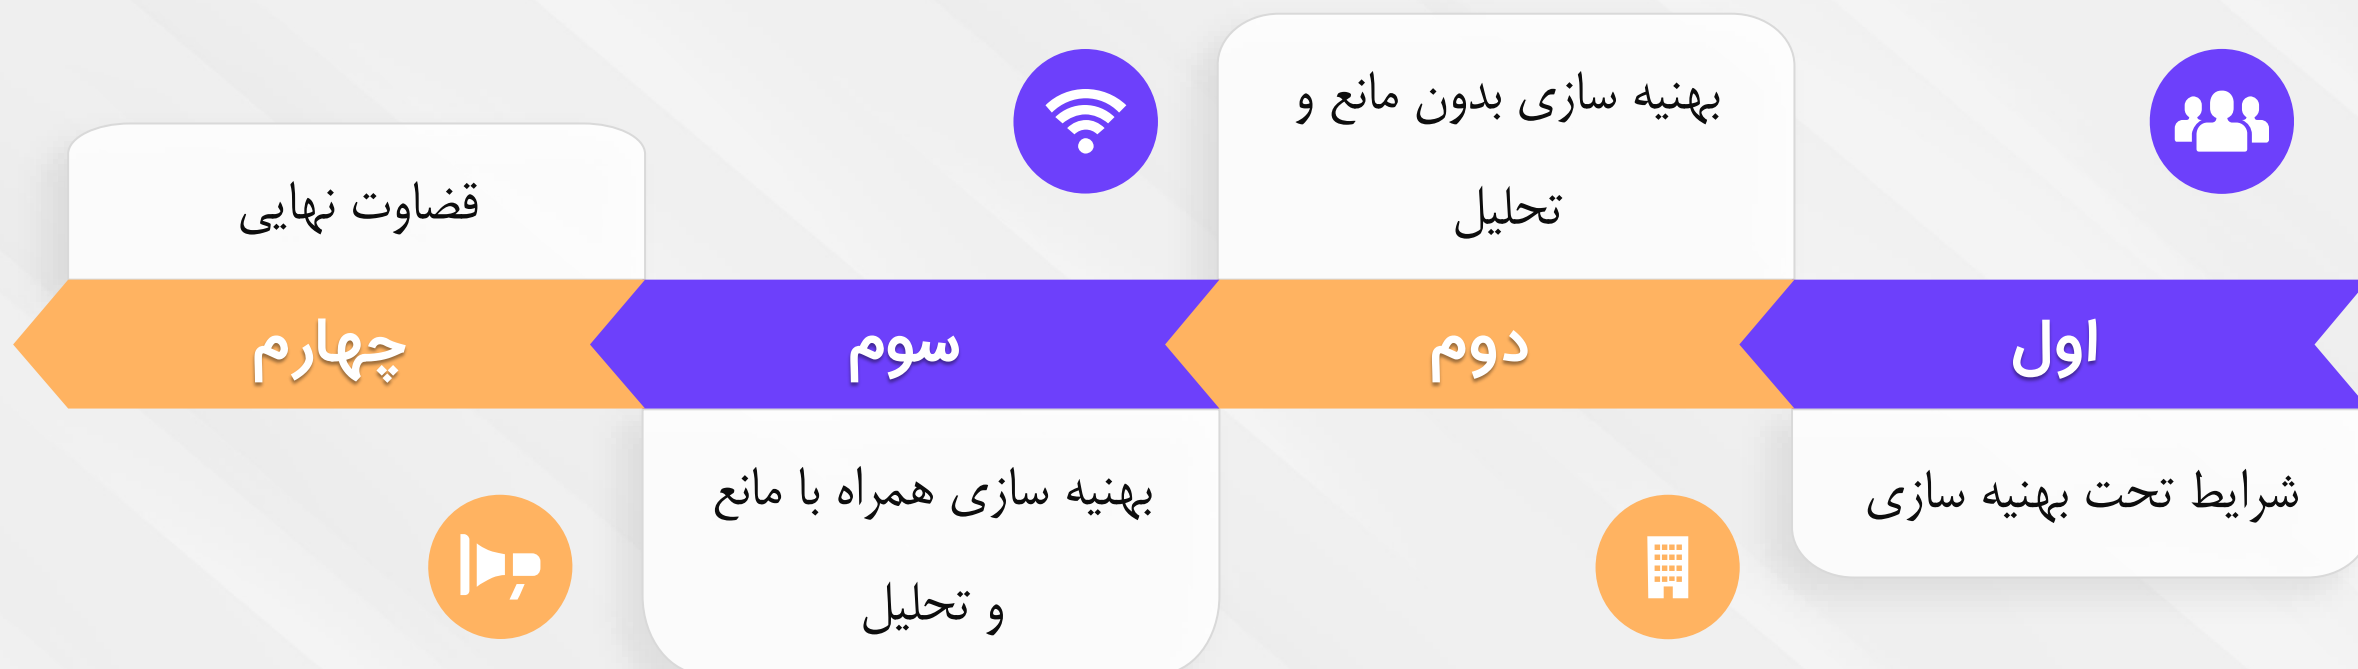 اول
شرایط تحت بهنیه سازی
دوم
بهنیه سازی بدون مانع و
تحلیل
سوم
بهنیه سازی همراه با مانع
و تحلیل
چهارم
قضاوت نهایی